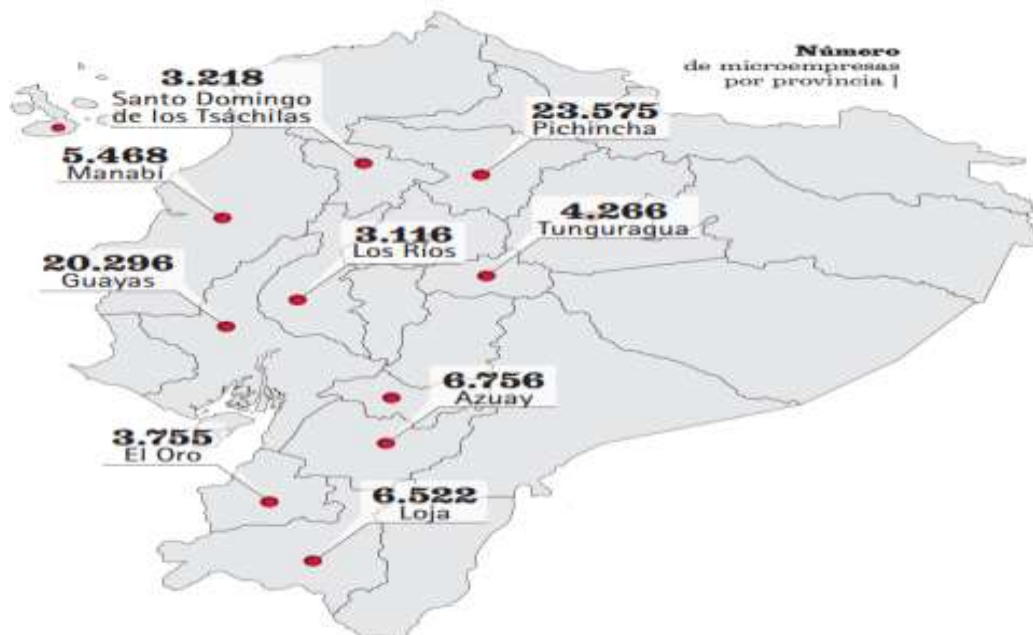 Número
de microempresas
por provincia |
3.218
Santo Domingo
de los Tsáchilas
23.575
Pichincha
5.468
Manabí
4.266
Tunguragua
3.116
Los Ríos
20.296
Guayas
6.756
Azuay
3.755
El Oro
6.522
Loja